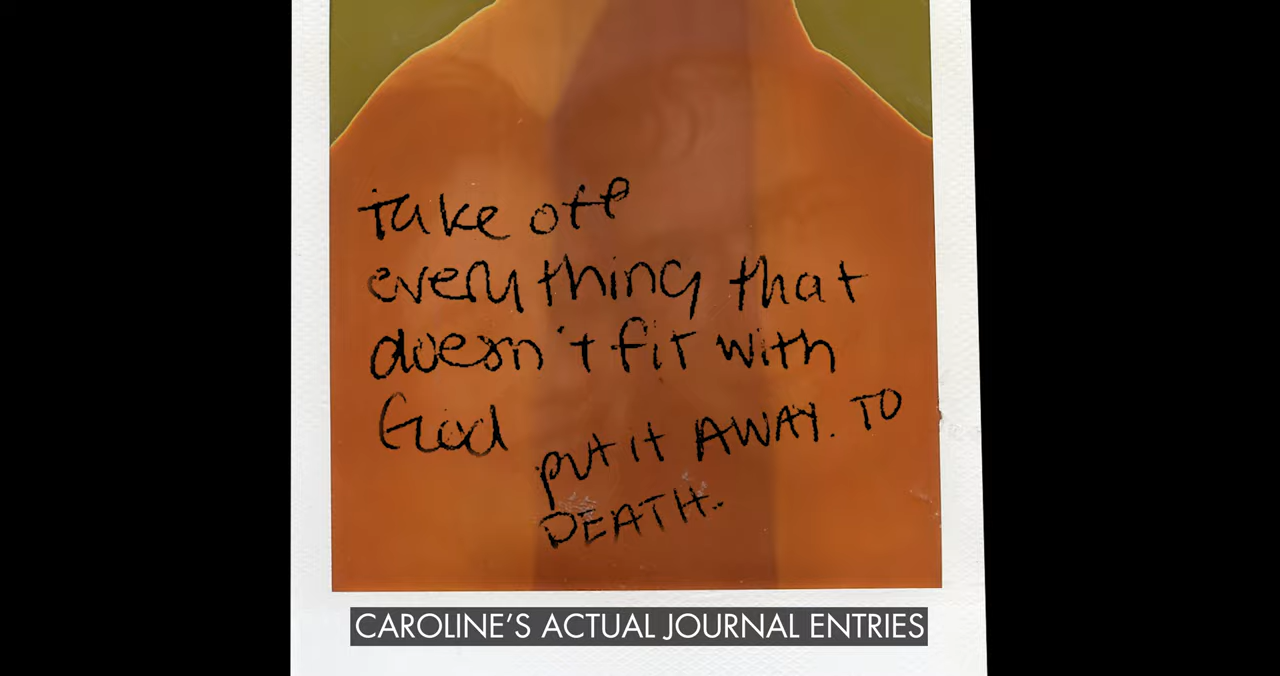 Take off
everything that
doesn't fit with
God
put it AWAY. TO
DEATH..
CAROLINE'S ACTUAL JOURNAL ENTRIES